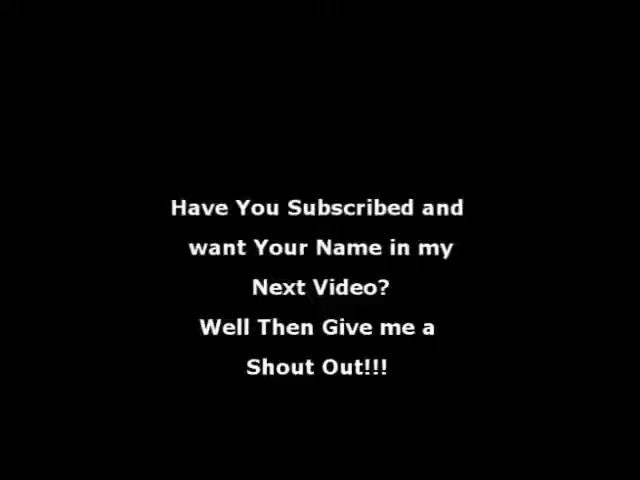 Have You Subscribed and
want Your Name in my
Next Video?
Well Then Give me a
Shout Out!!!